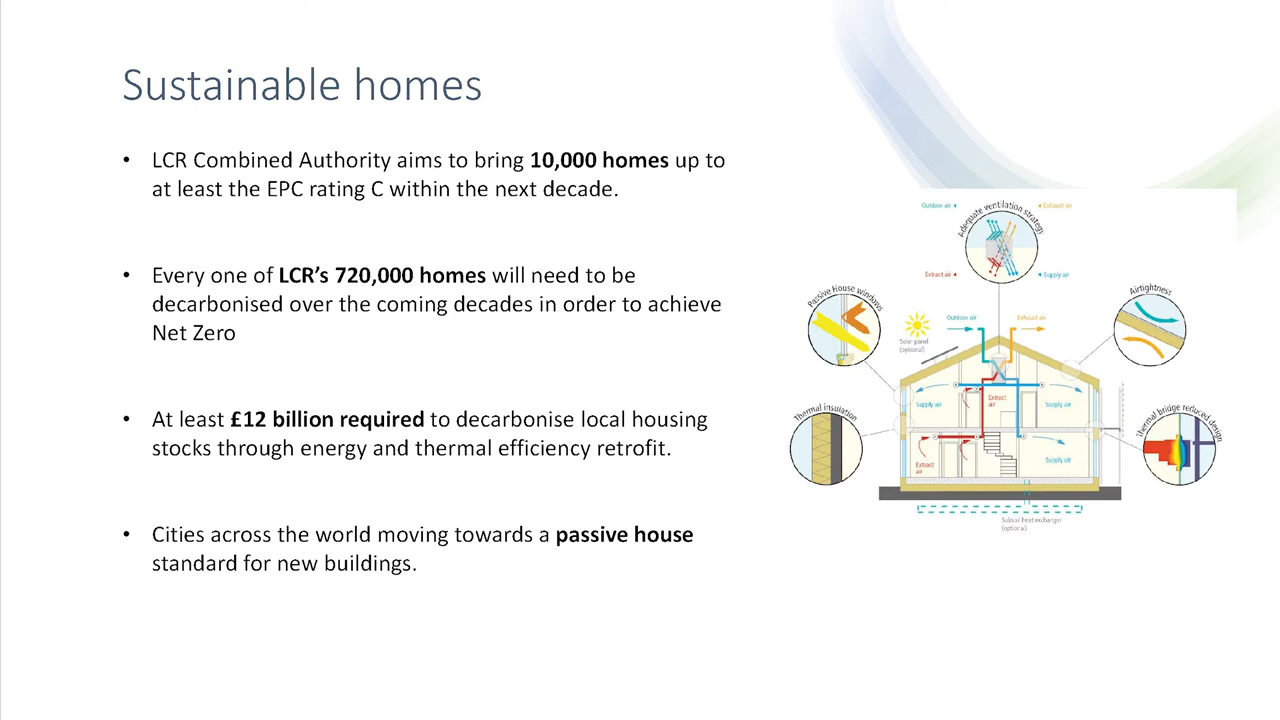 Sustainable homes
• LCR Combined Authority aims to bring 10,000 homes up to
at least the EPC rating C within the next decade.
• Every one of LCR’s 720,000 homes will need to be
decarbonised over the coming decades in order to achieve
Net Zero
• At least £12 billion required to decarbonise local housing
stocks through energy and thermal efficiency retrofit.
• Cities across the world moving towards a passive house
standard for new buildings.
Adequate ventilation strategy
Outdoor air
Exhaust air
Extract air
Supply air
Passive House windows
Airtightness
Solar panel
(optional)
Outdoor air
Exhaust air
Supply air
Extract
air
Supply air
Thermal insulation
Thermal bridge reduced design
Extract
air
Supply air
Subsoil heat exchanger
(optional)